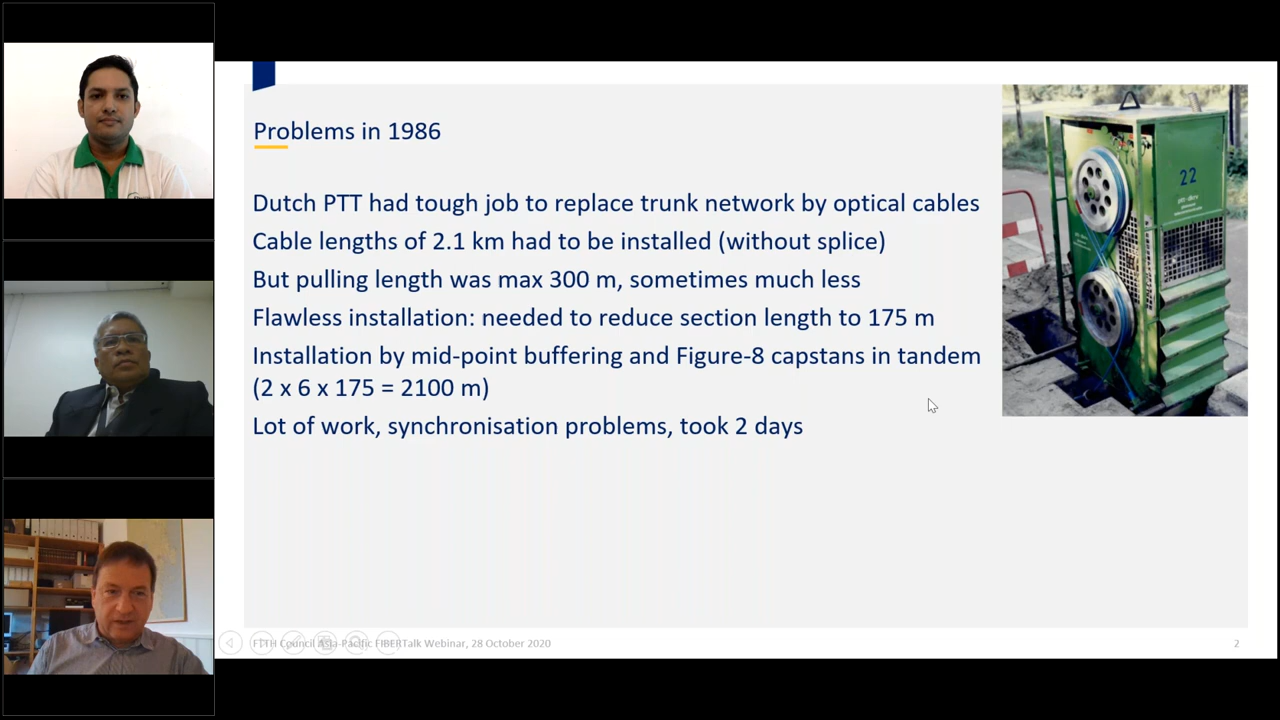 Problems in 1986
Dutch PTT had tough job to replace trunk network by optical cables
Cable lengths of 2.1 km had to be installed (without splice)
But pulling length was max 300 m, sometimes much less
Flawless installation: needed to reduce section length to 175 m
Installation by mid-point buffering and Figure-8 capstans in tandem
(2 x 6 x 175 = 2100 m)
Lot of work, synchronisation problems, took 2 days
22
FTTH Council Asia-Pacific FIBERTalk Webinar, 28 October 2020
2